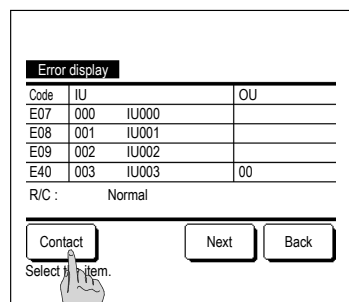 Error display
Code IU OU
E07 000 IU000
E08 001 IU001
E09 002 IU002
E40 003 IU003 00
R/C : Normal
Contact Next Back
Select the item.